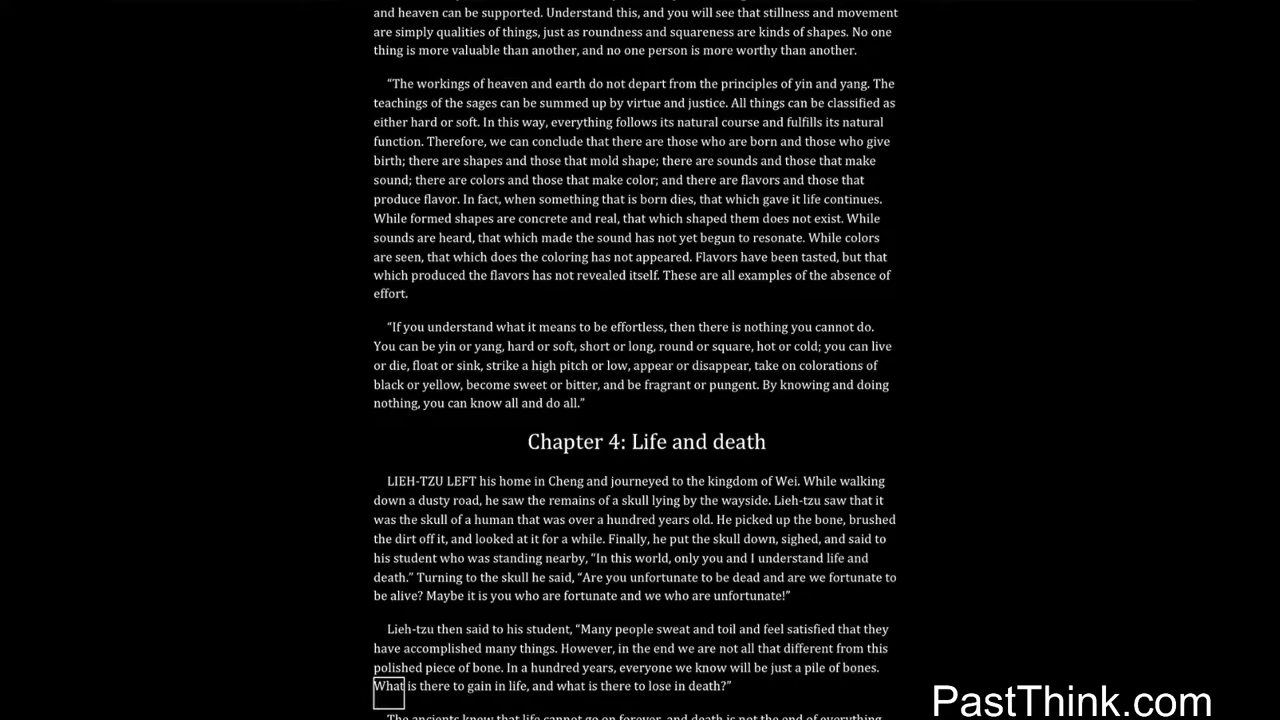 and heaven can be supported. Understand this, and you will see that stillness and movement
are simply qualities of things, just as roundness and squareness are kinds of shapes. No one
thing is more valuable than another, and no one person is more worthy than another.
“The workings of heaven and earth do not depart from the principles of yin and yang. The
teachings of the sages can be summed up by virtue and justice. All things can be classified as
either hard or soft. In this way, everything follows its natural course and fulfills its natural
function. Therefore, we can conclude that there are those who are born and those who give
birth; there are shapes and those that mold shape; there are sounds and those that make
sound; there are colors and those that make color; and there are flavors and those that
produce flavor. In fact, when something that is born dies, that which gave it life continues.
While formed shapes are concrete and real, that which shaped them does not exist. While
sounds are heard, that which made the sound has not yet begun to resonate. While colors
are seen, that which does the coloring has not appeared. Flavors have been tasted, but that
which produced the flavors has not revealed itself. These are all examples of the absence of
effort.
“If you understand what it means to be effortless, then there is nothing you cannot do.
You can be yin or yang, hard or soft, short or long, round or square, hot or cold; you can live
or die, float or sink, strike a high pitch or low, appear or disappear, take on colorations of
black or yellow, become sweet or bitter, and be fragrant or pungent. By knowing and doing
nothing, you can know all and do all.”
Chapter 4: Life and death
LIEH-TZU LEFT his home in Cheng and journeyed to the kingdom of Wei. While walking
down a dusty road, he saw the remains of a skull lying by the wayside. Lieh-tzu saw that it
was the skull of a human that was over a hundred years old. He picked up the bone, brushed
the dirt off it, and looked at it for a while. Finally, he put the skull down, sighed, and said to
his student who was standing nearby, “In this world, only you and I understand life and
death.” Turning to the skull he said, “Are you unfortunate to be dead and are we fortunate to
be alive? Maybe it is you who are fortunate and we who are unfortunate!”
Lieh-tzu then said to his student, “Many people sweat and toil and feel satisfied that they
have accomplished many things. However, in the end we are not all that different from this
polished piece of bone. In a hundred years, everyone we know will be just a pile of bones.
What is there to gain in life, and what is there to lose in death?”
The ancients knew that life cannot go on forever, and death is not the end of everything.
PastThink.com